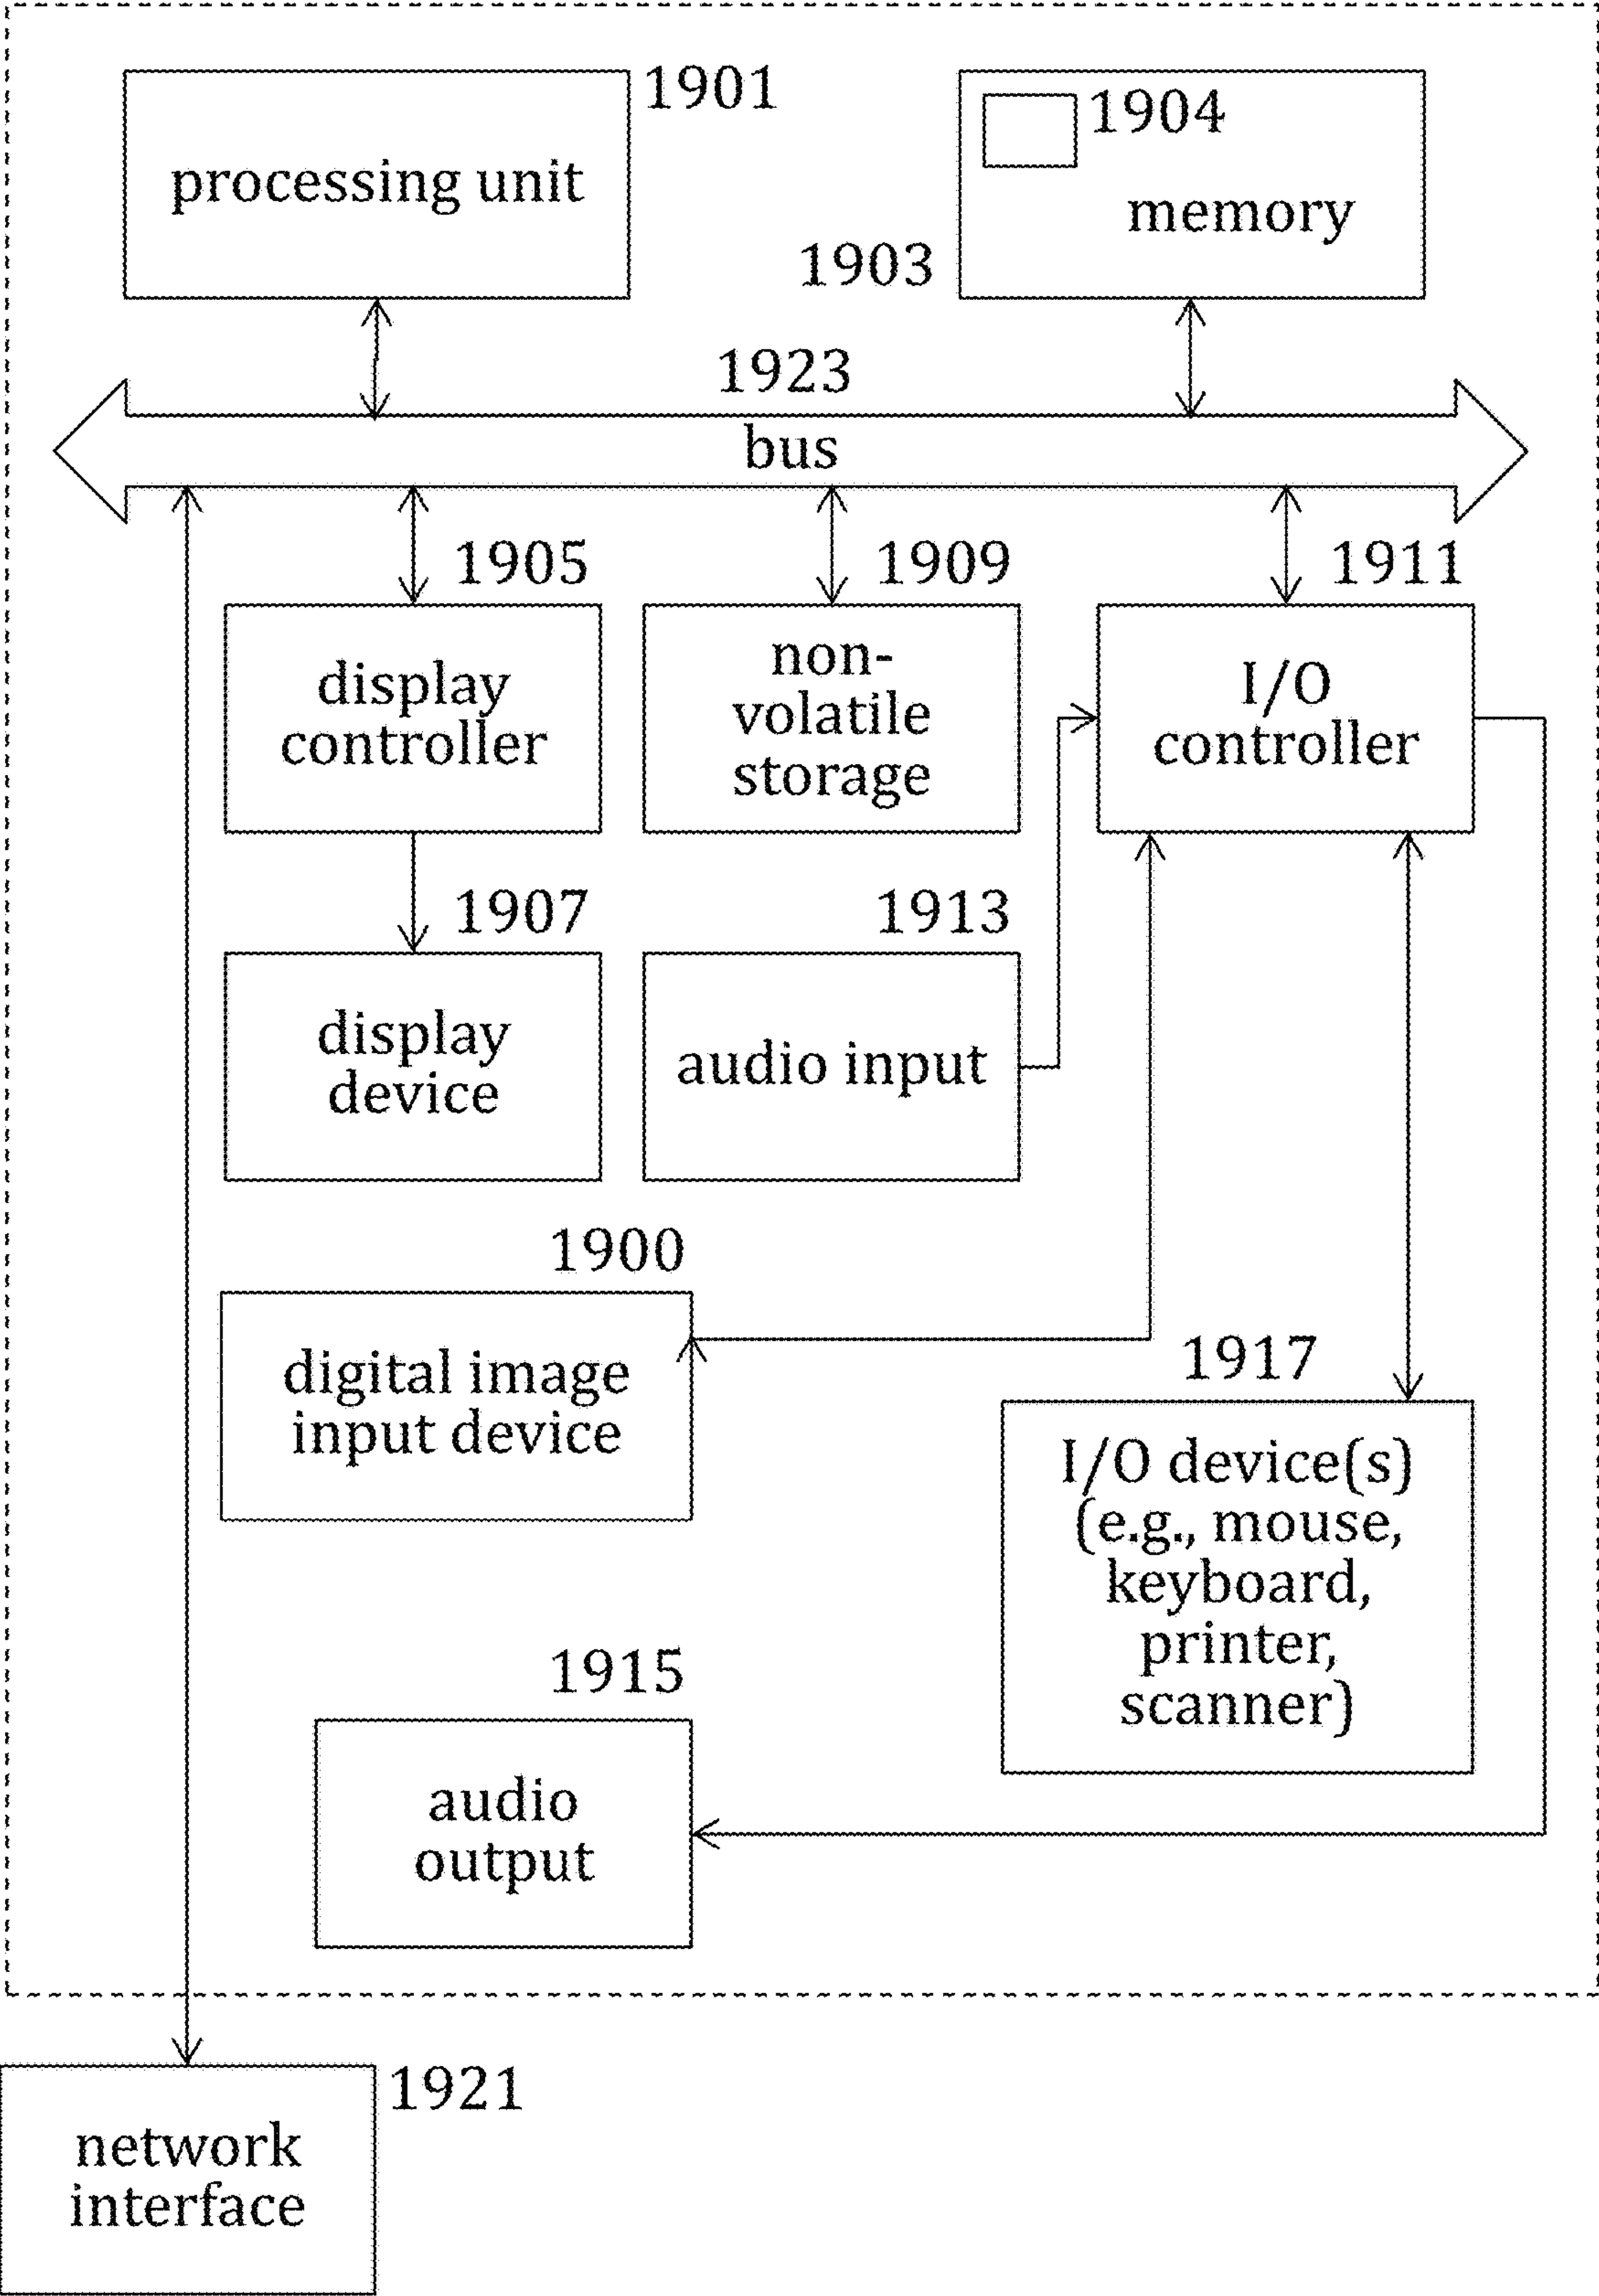 1901
processing unit
1904
memory
1903
1923
bus
1905
display
controller
1909
non-
volatile
storage
1911
I/O
controller
1907
display
device
1913
audio input
1900
digital image
input device
1917
I/O device(s)
(e.g., mouse,
keyboard,
printer,
scanner)
1915
audio
output
1921
network
interface